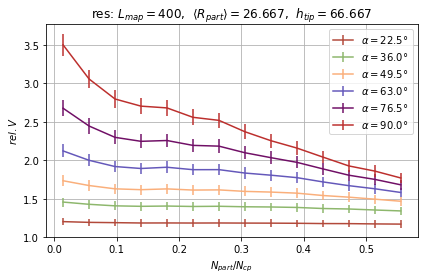 res: L_map = 400, ⟨R_part⟩ = 26.667, h_tip = 66.667
3.5
3.0
2.5
2.0
1.5
1.0
rel. V
α = 22.5°
α = 36.0°
α = 49.5°
α = 63.0°
α = 76.5°
α = 90.0°
0.0 0.1 0.2 0.3 0.4 0.5
N_part/N_cp